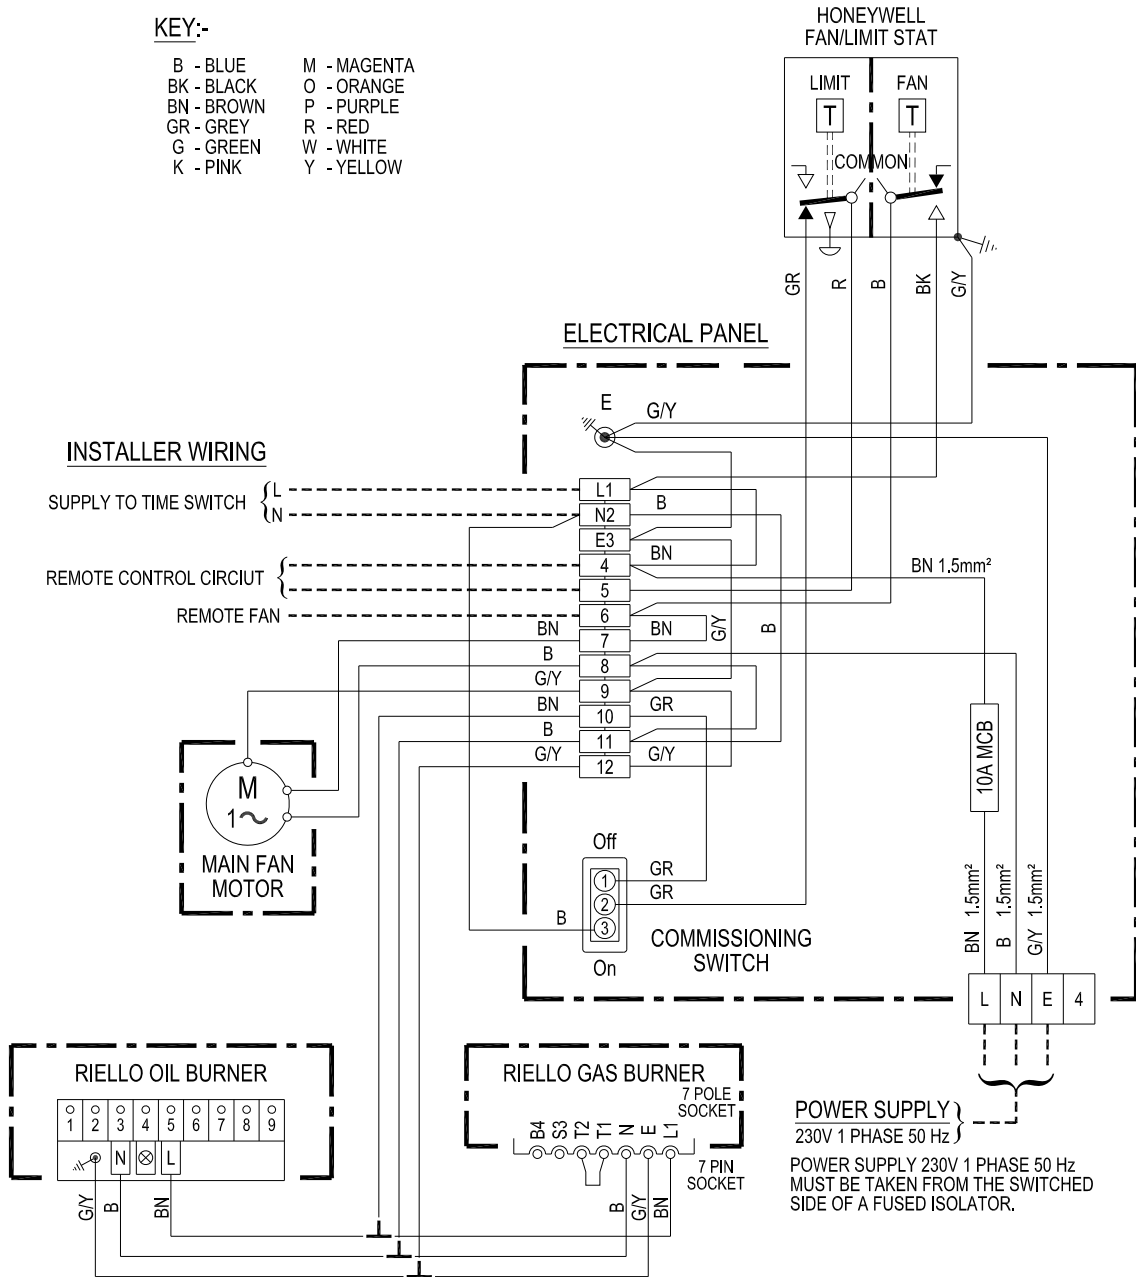 KEY:-
B - BLUE
BK - BLACK
BN - BROWN
GR - GREY
G - GREEN
K - PINK
M - MAGENTA
O - ORANGE
P - PURPLE
R - RED
W - WHITE
Y - YELLOW
HONEYWELL
FAN/LIMIT STAT
LIMIT
FAN
T
T
COMMON
GR
R
B
BK
G/Y
ELECTRICAL PANEL
E
G/Y
INSTALLER WIRING
SUPPLY TO TIME SWITCH
L
N
REMOTE CONTROL CIRCIUT
REMOTE FAN
L1
N2
E3
4
5
6
7
8
9
10
11
12
B
BN
BN
G/Y
B
GR
G/Y
BN
B
G/Y
BN
B
G/Y
BN 1.5mm²
10A MCB
M
1~
MAIN FAN
MOTOR
Off
1
2
3
On
GR
GR
B
COMMISSIONING
SWITCH
BN 1.5mm²
B 1.5mm²
G/Y 1.5mm²
L N E 4
RIELLO OIL BURNER
1 2 3 4 5 6 7 8 9
N
L
G/Y
B
BN
RIELLO GAS BURNER
7 POLE
SOCKET
B4 S3 T2 T1 N E L1
7 PIN
SOCKET
B
G/Y
BN
POWER SUPPLY
230V 1 PHASE 50 Hz
POWER SUPPLY 230V 1 PHASE 50 Hz
MUST BE TAKEN FROM THE SWITCHED
SIDE OF A FUSED ISOLATOR.